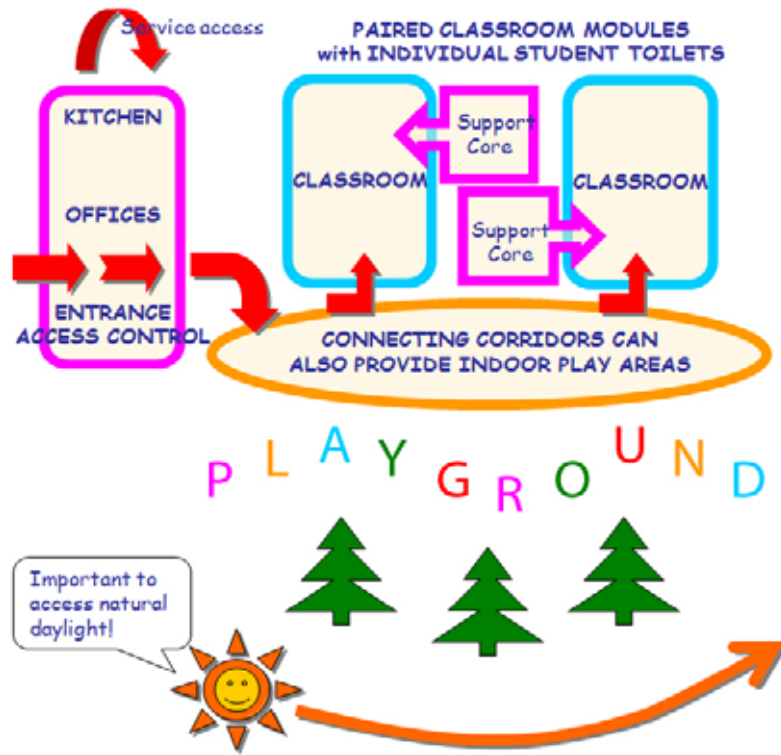 Service access
PAIRED CLASSROOM MODULES
with INDIVIDUAL STUDENT TOILETS
KITCHEN
OFFICES
ENTRANCE
ACCESS CONTROL
CLASSROOM
Support
Core
Support
Core
CLASSROOM
CONNECTING CORRIDORS CAN
ALSO PROVIDE INDOOR PLAY AREAS
PLAYGROUND
Important to
access natural
daylight!